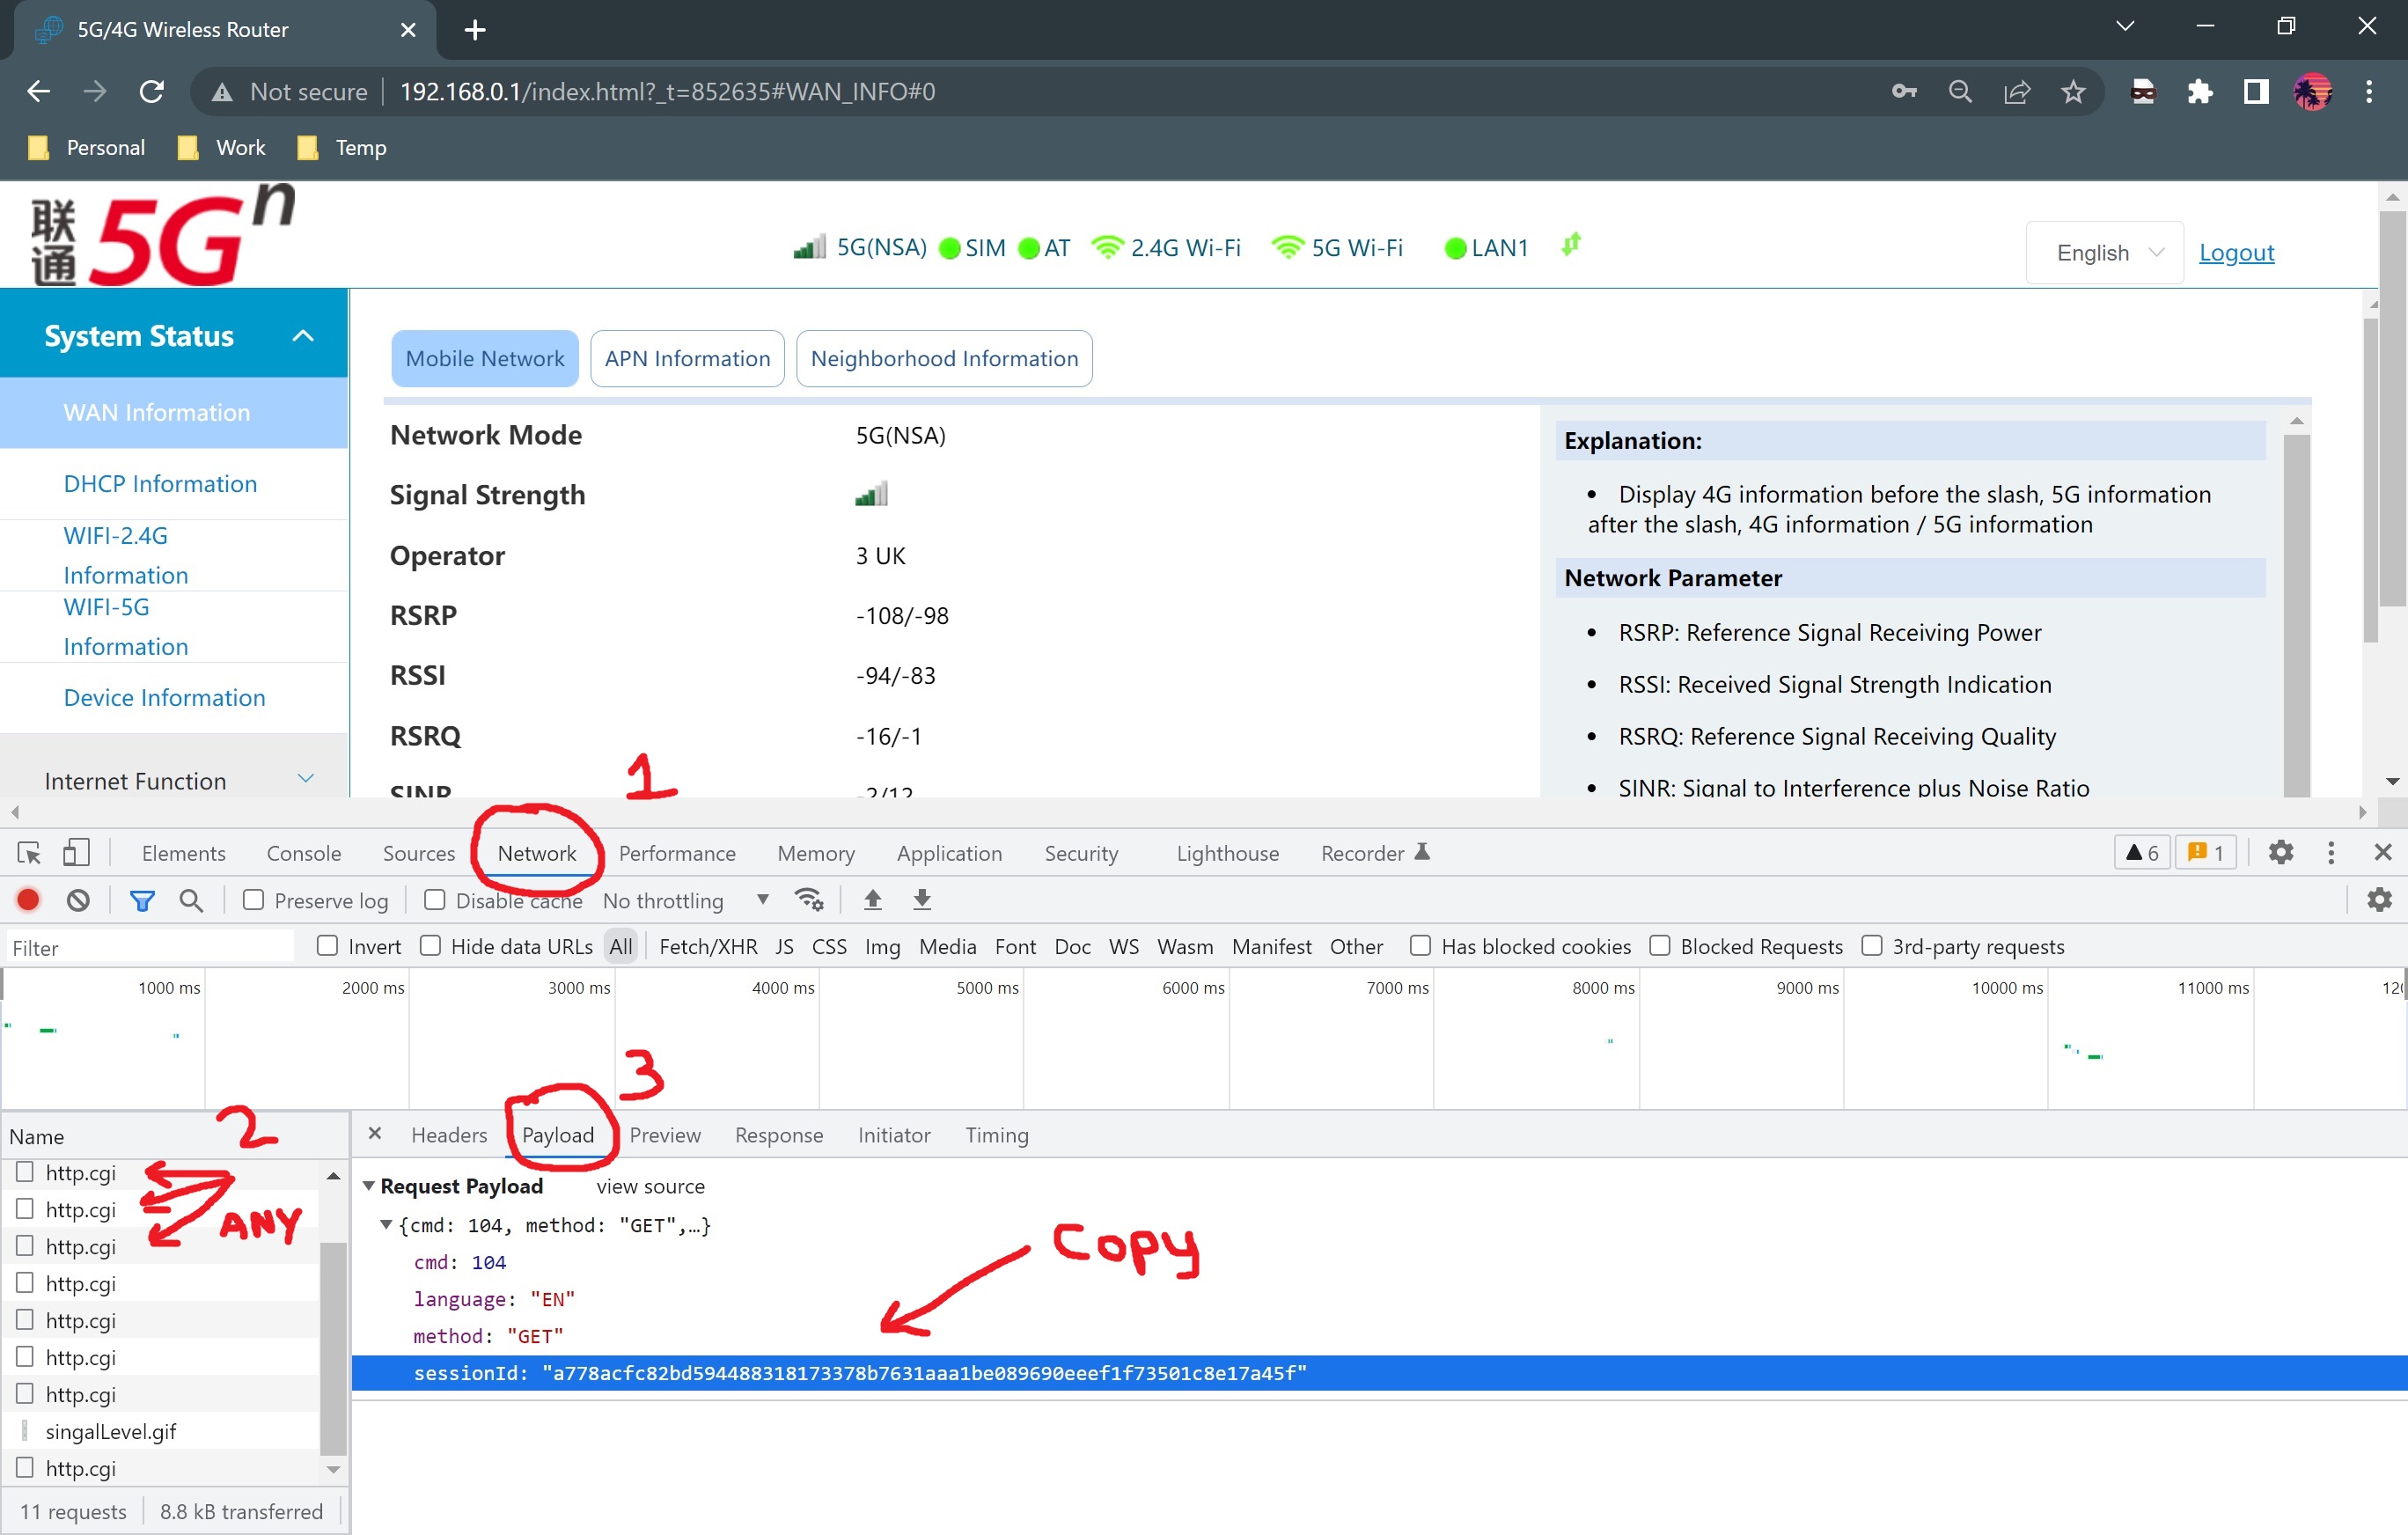 5G/4G Wireless Router
Not secure 192.168.0.1/index.html?_t=852635#WAN_INFO#0
Personal Work Temp
联通 5Gn
5G(NSA) SIM AT 2.4G Wi-Fi 5G Wi-Fi LAN1
English Logout
System Status
WAN Information
DHCP Information
WIFI-2.4G
Information
WIFI-5G
Information
Device Information
Internet Function
Mobile Network APN Information Neighborhood Information
Network Mode 5G(NSA)
Signal Strength
Operator 3 UK
RSRP -108/-98
RSSI -94/-83
RSRQ -16/-1
SINR -2/12
Explanation:
• Display 4G information before the slash, 5G information
after the slash, 4G information / 5G information
Network Parameter
• RSRP: Reference Signal Receiving Power
• RSSI: Received Signal Strength Indication
• RSRQ: Reference Signal Receiving Quality
• SINR: Signal to Interference plus Noise Ratio
1
Elements Console Sources Network Performance Memory Application Security Lighthouse Recorder 6 1
Preserve log Disable cache No throttling
Filter Invert Hide data URLs All Fetch/XHR JS CSS Img Media Font Doc WS Wasm Manifest Other Has blocked cookies Blocked Requests 3rd-party requests
1000 ms 2000 ms 3000 ms 4000 ms 5000 ms 6000 ms 7000 ms 8000 ms 9000 ms 10000 ms 11000 ms
2
Name
http.cgi
http.cgi
ANY
http.cgi
http.cgi
http.cgi
http.cgi
http.cgi
singalLevel.gif
http.cgi
11 requests 8.8 kB transferred
3
Headers Payload Preview Response Initiator Timing
Request Payload view source
{cmd: 104, method: "GET",…}
cmd: 104
language: "EN"
method: "GET"
sessionId: "a778acfc82bd594488318173378b7631aaa1be089690eeef1f73501c8e17a45f"
Copy